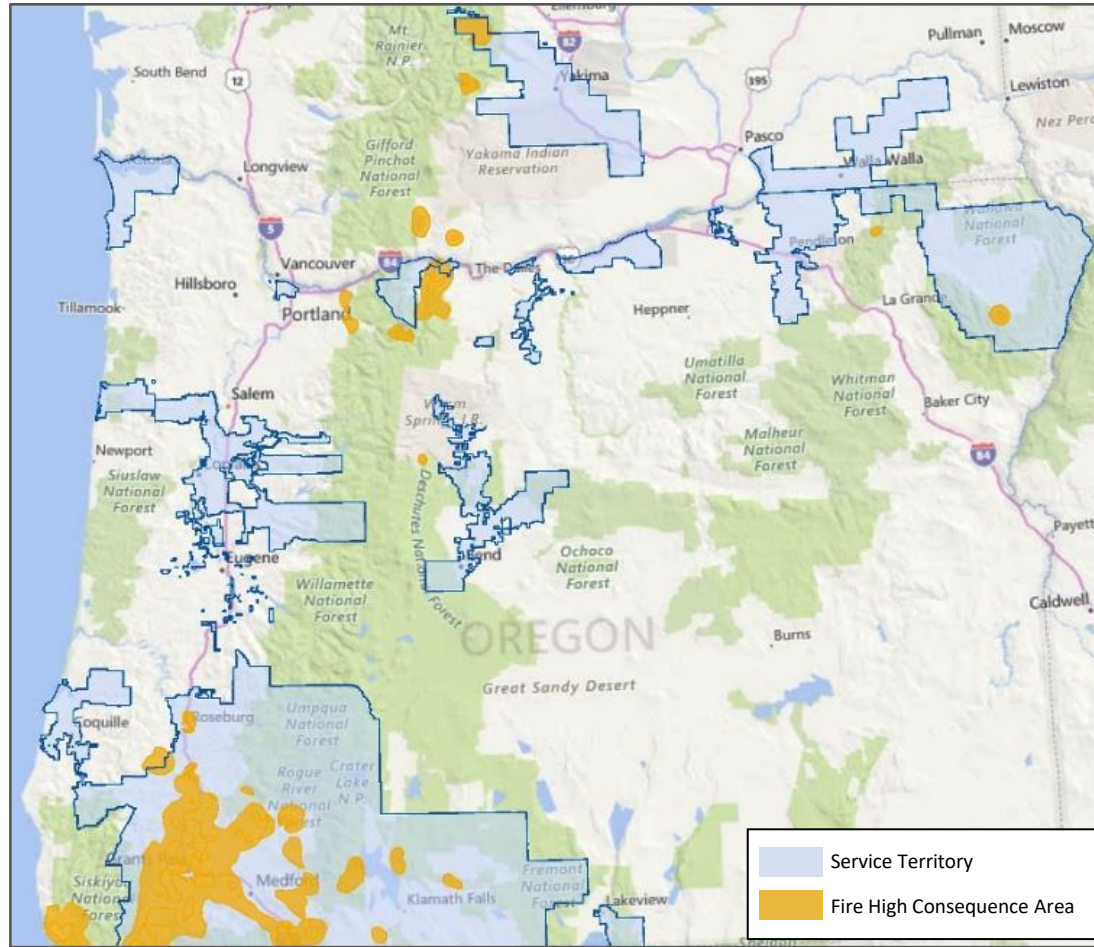 Ellensburg
Mt.
Rainier
N.P.
82
Pullman
Moscow
South Bend
12
Yakima
395
Lewiston
Nez Perc
Pasco
Gifford
Pinchot
National
Forest
Yakama Indian
Reservation
Walla Walla
Longview
5
Wallowa
National
Forest
Vancouver
84
The Dalles
Pendleton
Hillsboro
Tillamook
Portland
La Grande
Heppner
Umatilla
National
Forest
Whitman
National
Forest
Salem
Baker City
Warm
Springs I.R.
Malheur
National
Forest
Newport
84
Siuslaw
National
Forest
Deschutes National Forest
Payett
Eugene
Bend
Ochoco
National
Forest
Willamette
National
Forest
Caldwell
OREGON
Burns
Great Sandy Desert
Coquille
Roseburg
Umpqua
National
Forest
Rogue
River
National
Forest
Crater
Lake
N.P.
Grants Pass
Siskiyou
National
Forest
Medford
Klamath Falls
Fremont
National
Forest
Lakeview
Service Territory
Fire High Consequence Area